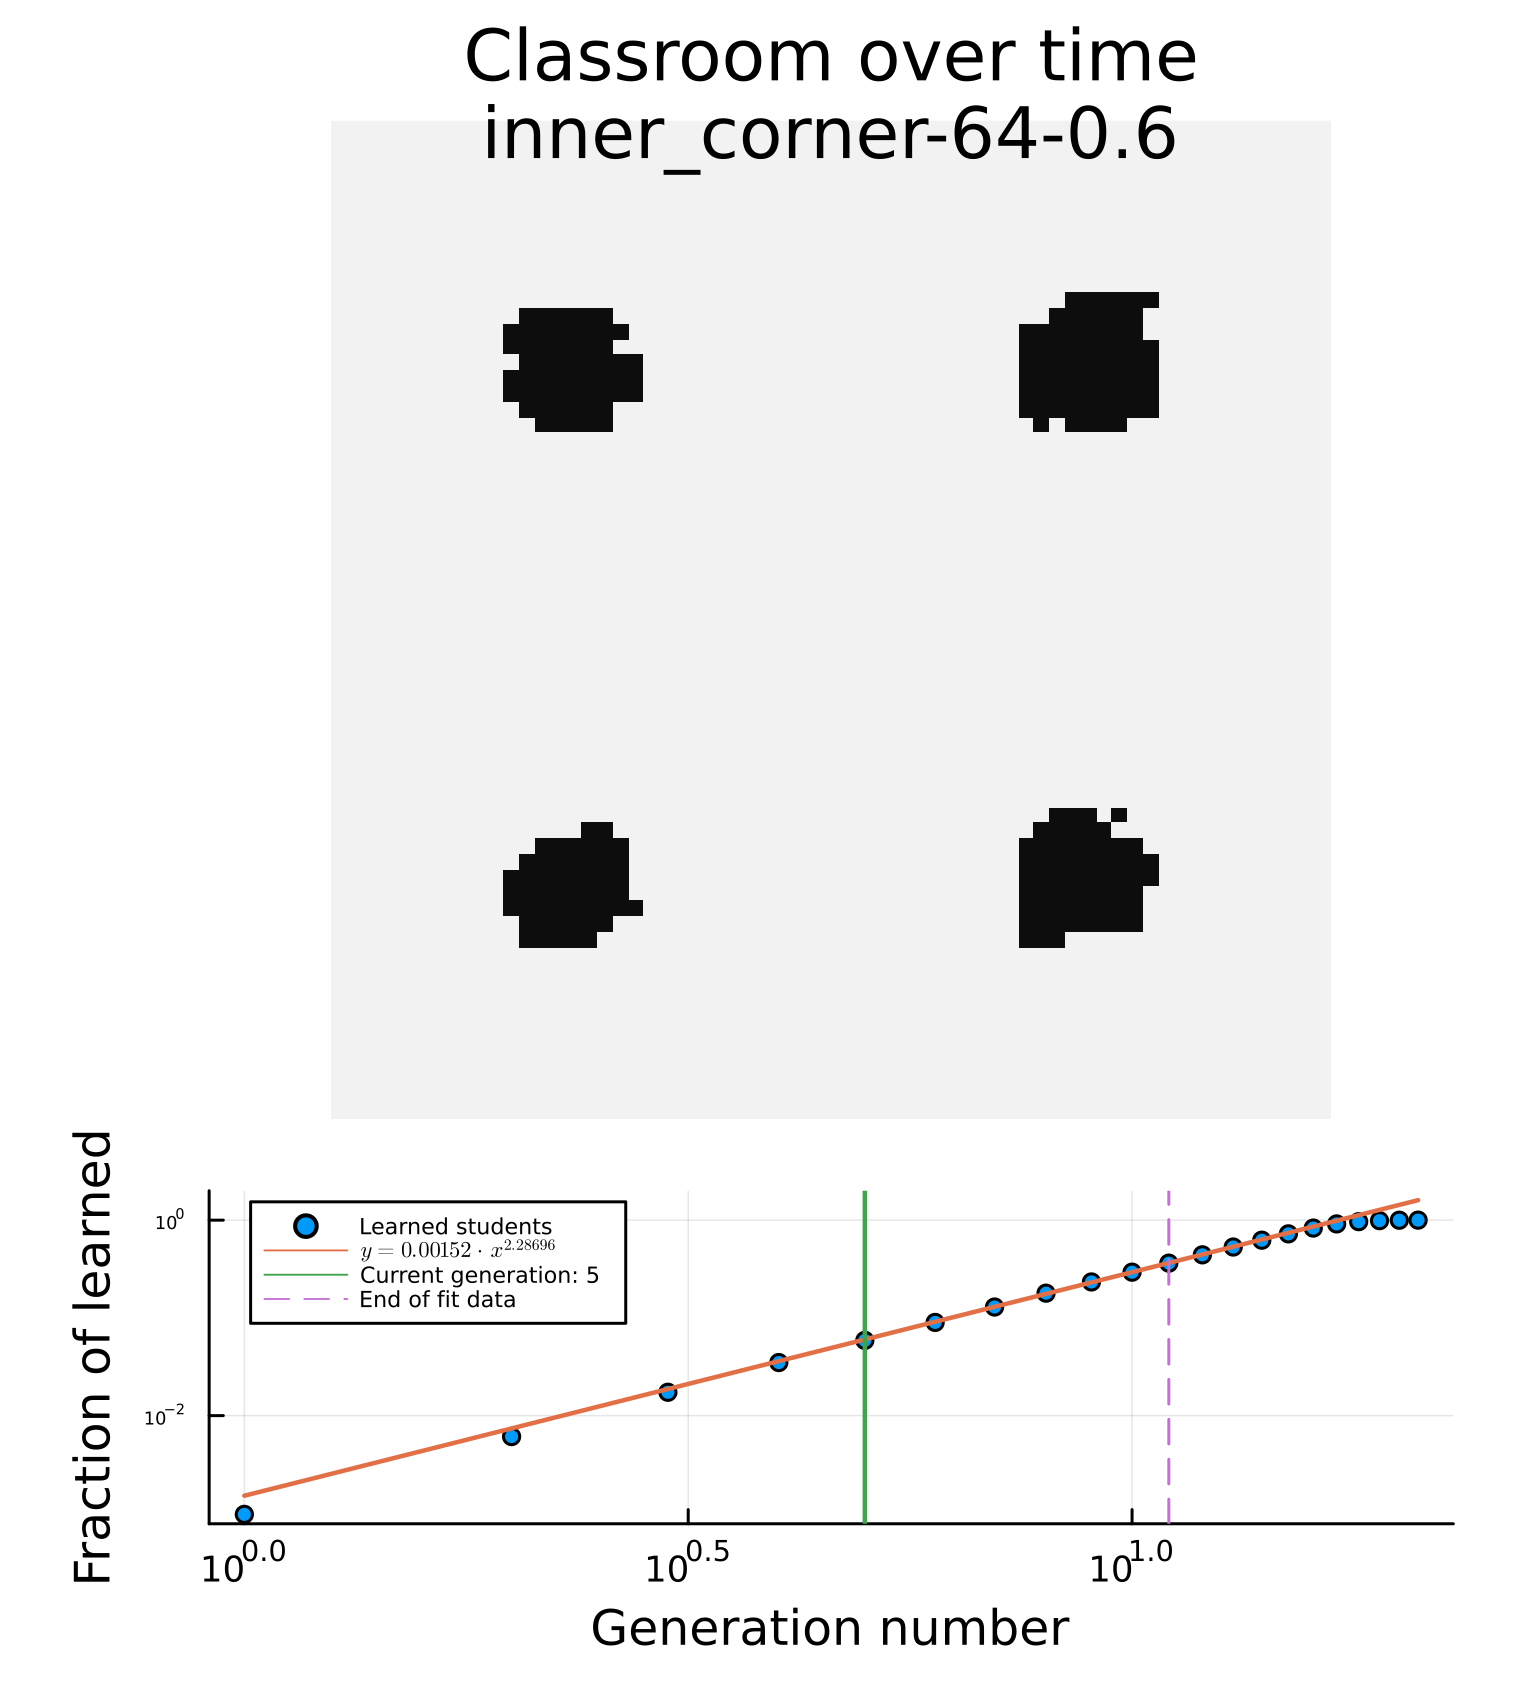 Classroom over time
inner_corner-64-0.6
Fraction of learned
10^0
10^−2
Learned students
y = 0.00152 · x^2.28696
Current generation: 5
End of fit data
10^0.0
10^0.5
10^1.0
Generation number